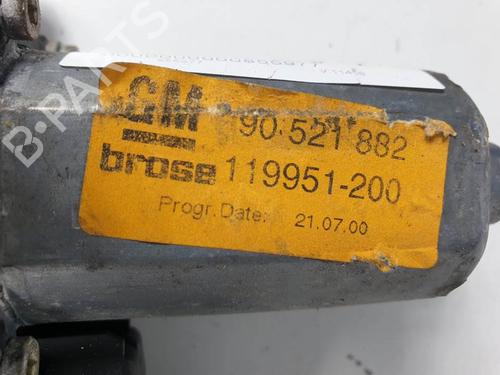 GM 90 521 882
brose 119951-200
Progr. Date: 21.07.00